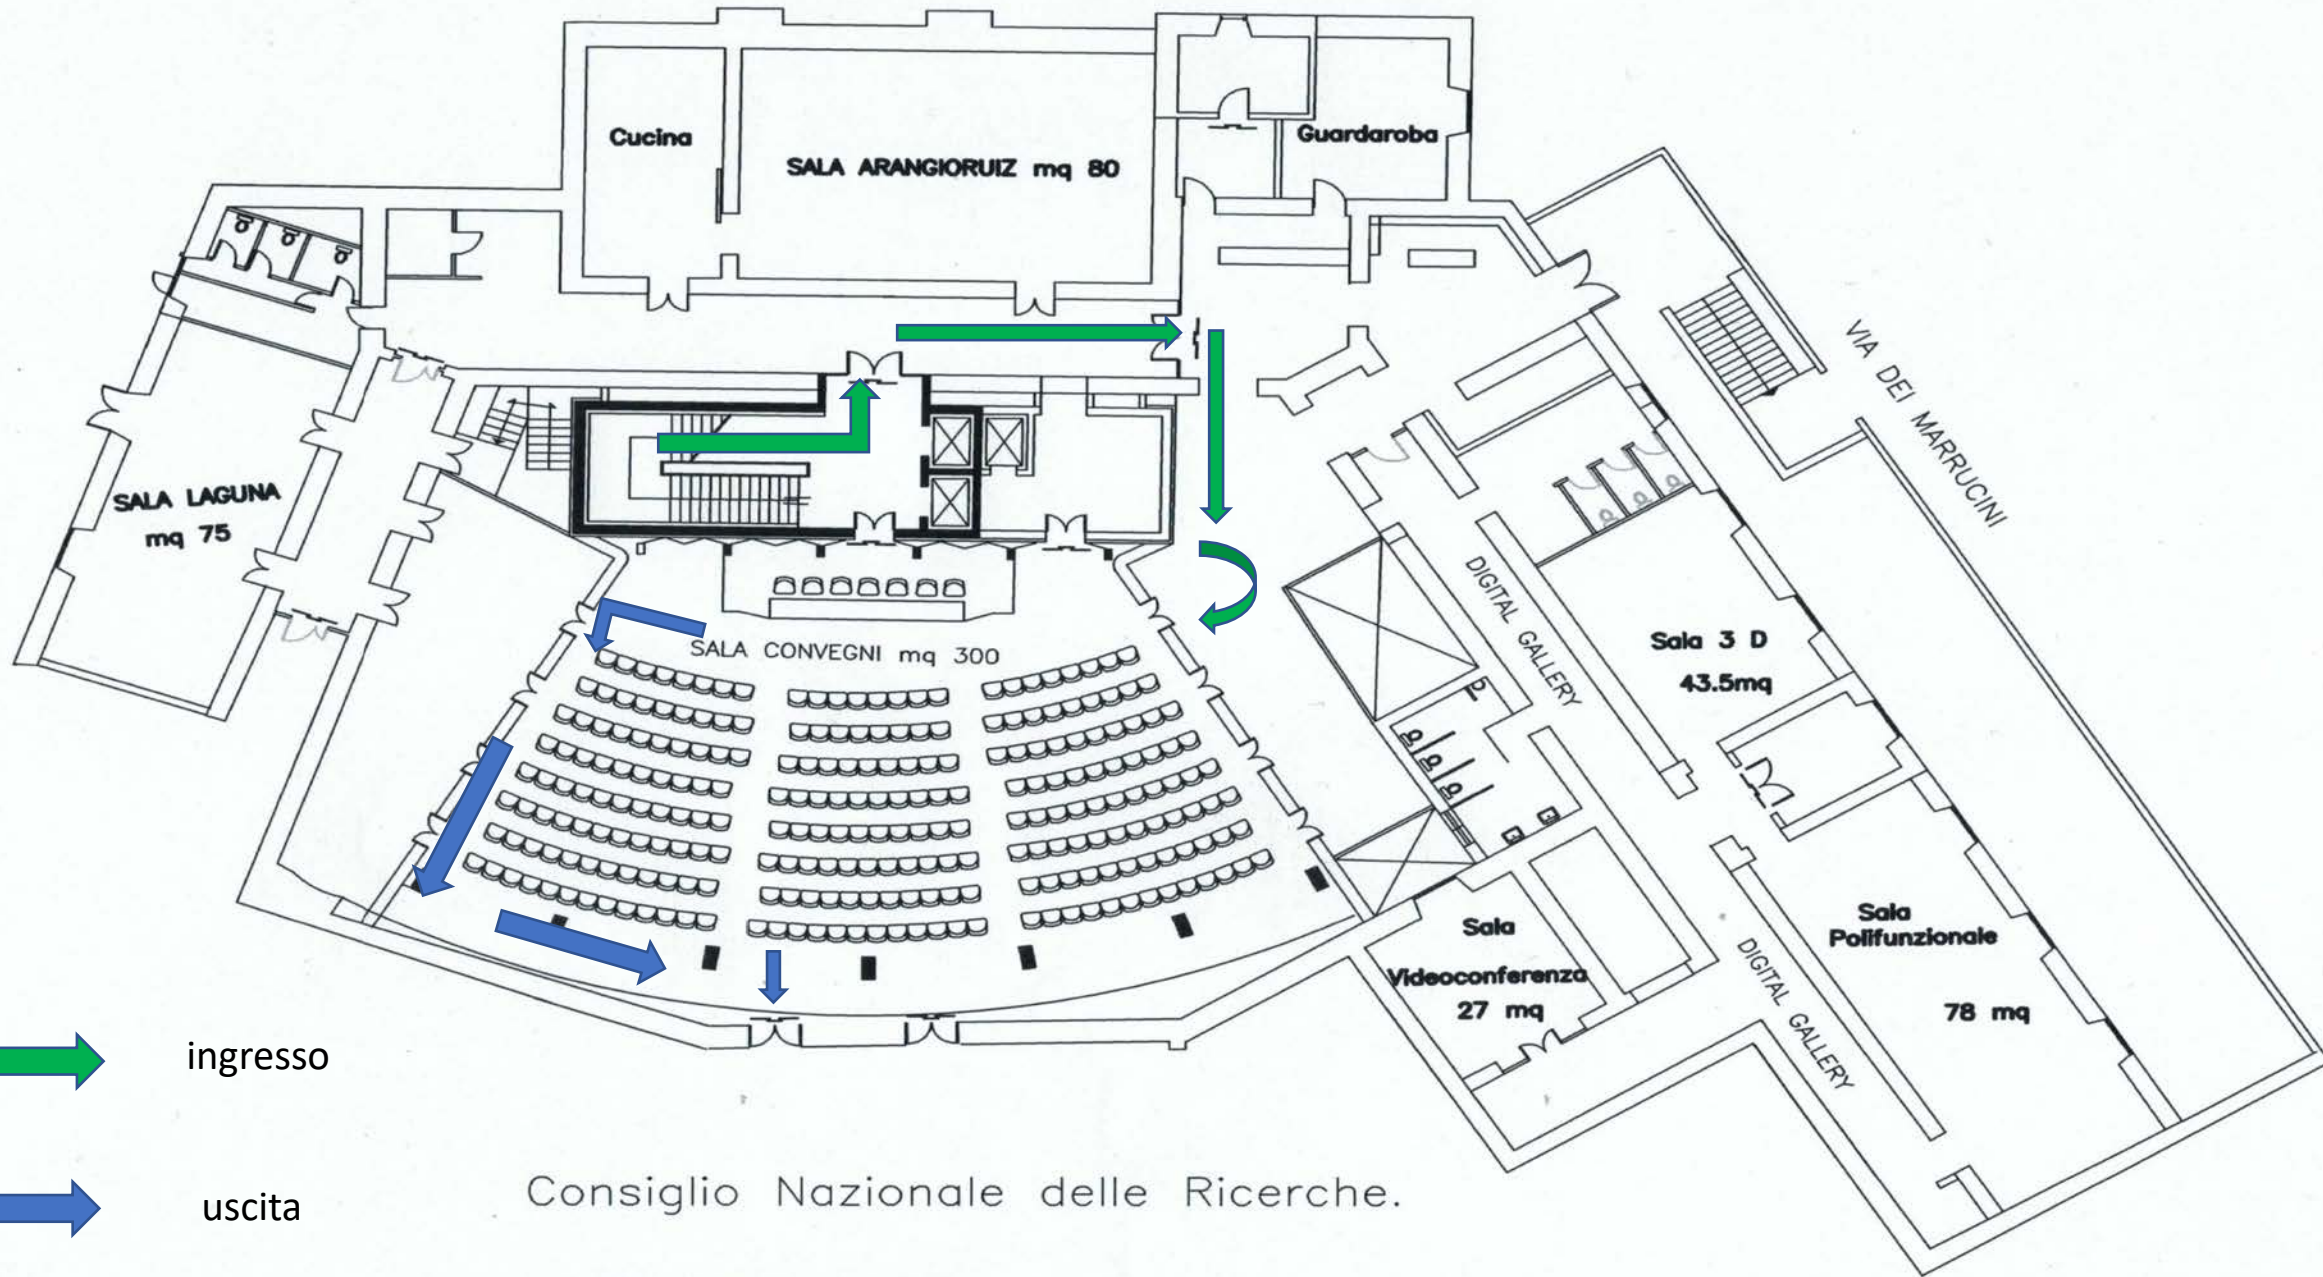 Cucina
SALA ARANGIORUIZ mq 80
Guardaroba
VIA DEI MARRUCINI
SALA LAGUNA
mq 75
DIGITAL GALLERY
Sala 3 D
43.5mq
SALA CONVEGNI mq 300
Sala
Videoconferenza
27 mq
Sala
Polifunzionale
78 mq
DIGITAL GALLERY
ingresso
uscita
Consiglio Nazionale delle Ricerche.